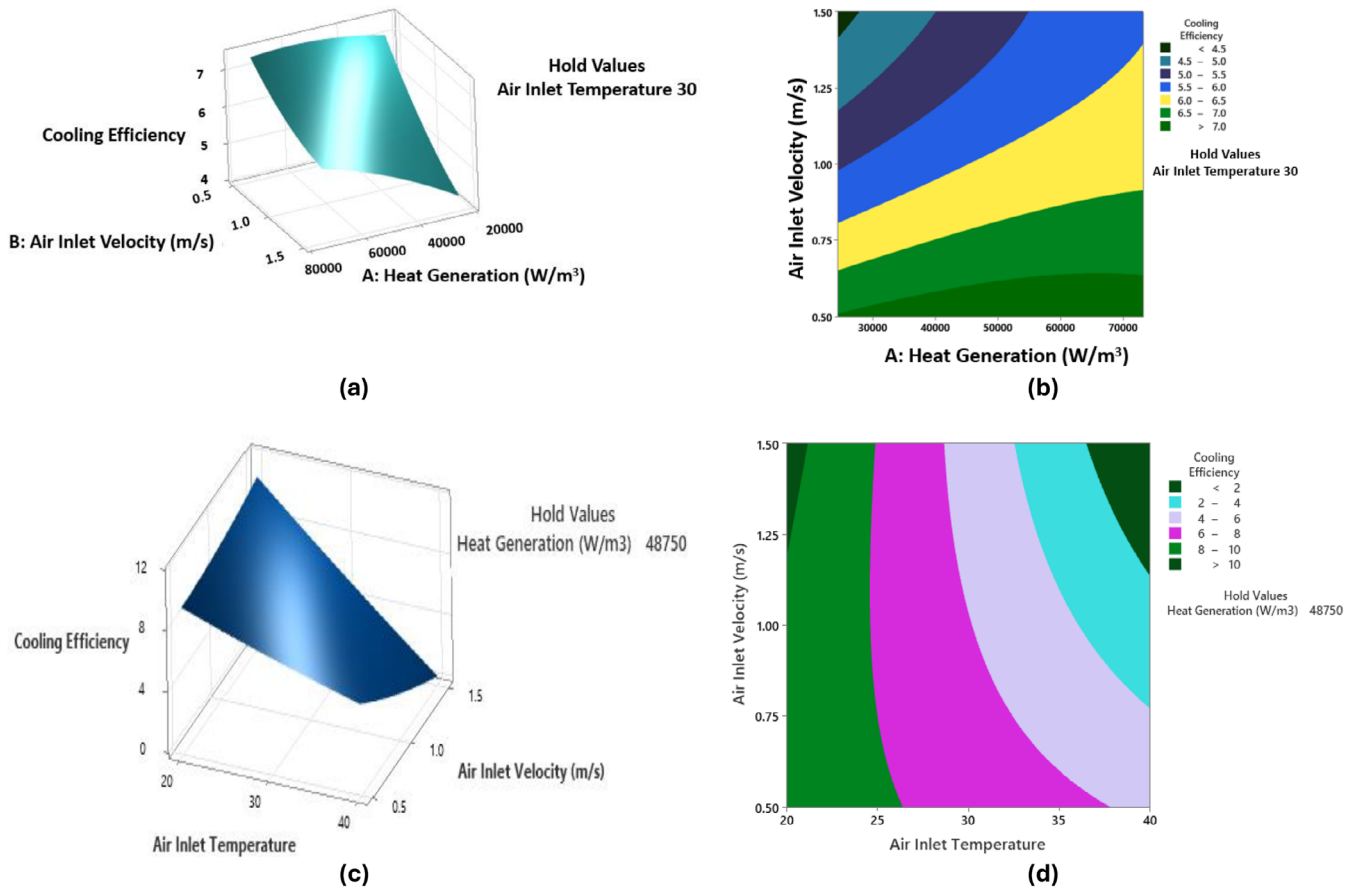 Hold Values
Air Inlet Temperature 30
7
6
5
4
Cooling Efficiency
0.5
1.0
1.5
B: Air Inlet Velocity (m/s)
80000
60000
40000
20000
A: Heat Generation (W/m³)
(a)
1.50
1.25
1.00
0.75
0.50
Air Inlet Velocity (m/s)
30000
40000
50000
60000
70000
A: Heat Generation (W/m³)
Cooling
Efficiency
< 4.5
4.5 – 5.0
5.0 – 5.5
5.5 – 6.0
6.0 – 6.5
6.5 – 7.0
> 7.0
Hold Values
Air Inlet Temperature 30
(b)
Hold Values
Heat Generation (W/m3) 48750
12
8
4
0
Cooling Efficiency
20
30
40
Air Inlet Temperature
1.5
1.0
0.5
Air Inlet Velocity (m/s)
(c)
1.50
1.25
1.00
0.75
0.50
Air Inlet Velocity (m/s)
20
25
30
35
40
Air Inlet Temperature
Cooling
Efficiency
< 2
2 – 4
4 – 6
6 – 8
8 – 10
> 10
Hold Values
Heat Generation (W/m3) 48750
(d)